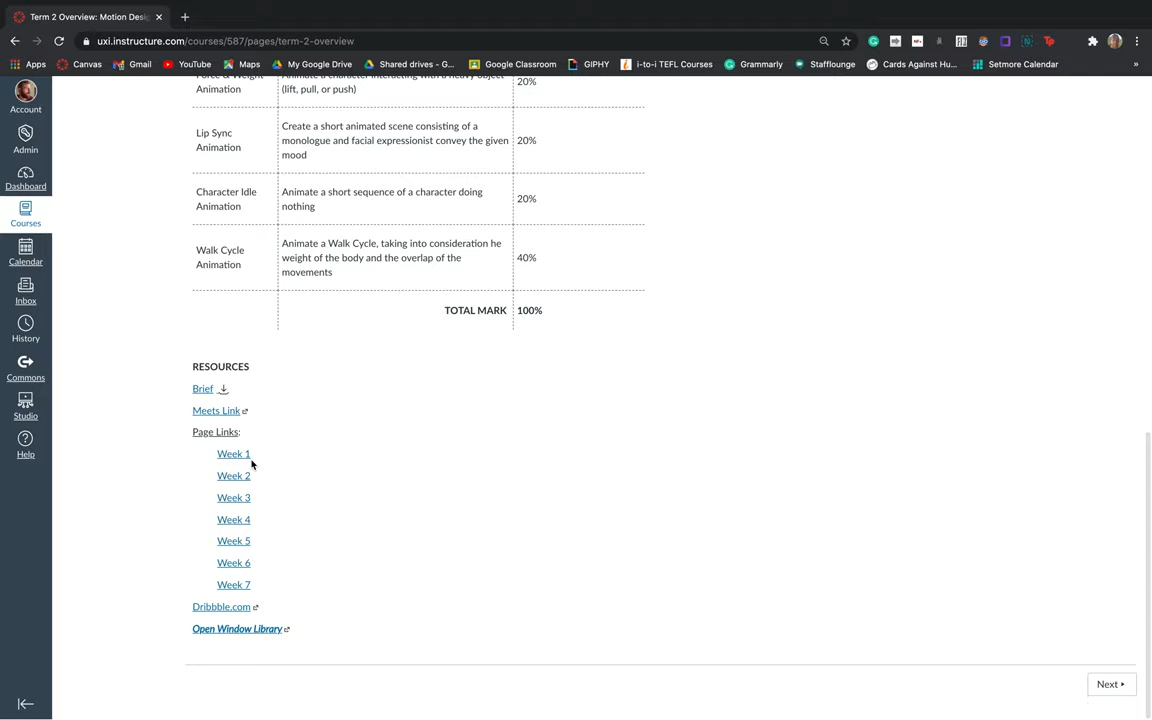 Term 2 Overview: Motion Desi
uxi.instructure.com/courses/587/pages/term-2-overview
Apps Canvas Gmail YouTube Maps My Google Drive Shared drives - G... Google Classroom GIPHY i-to-i TEFL Courses Grammarly Stafflounge Cards Against Hu... Setmore Calendar »
Account
Admin
Dashboard
Courses
Calendar
Inbox
History
Commons
Studio
Help
Force & Weight Animate a character interacting with a heavy object 20%
Animation (lift, pull, or push)
Lip Sync
Animation
Create a short animated scene consisting of a
monologue and facial expressionist convey the given
mood
20%
Character Idle
Animation
Animate a short sequence of a character doing
nothing
20%
Walk Cycle
Animation
Animate a Walk Cycle, taking into consideration he
weight of the body and the overlap of the
movements
40%
TOTAL MARK 100%
RESOURCES
Brief
Meets Link
Page Links:
Week 1
Week 2
Week 3
Week 4
Week 5
Week 6
Week 7
Dribbble.com
Open Window Library
Next